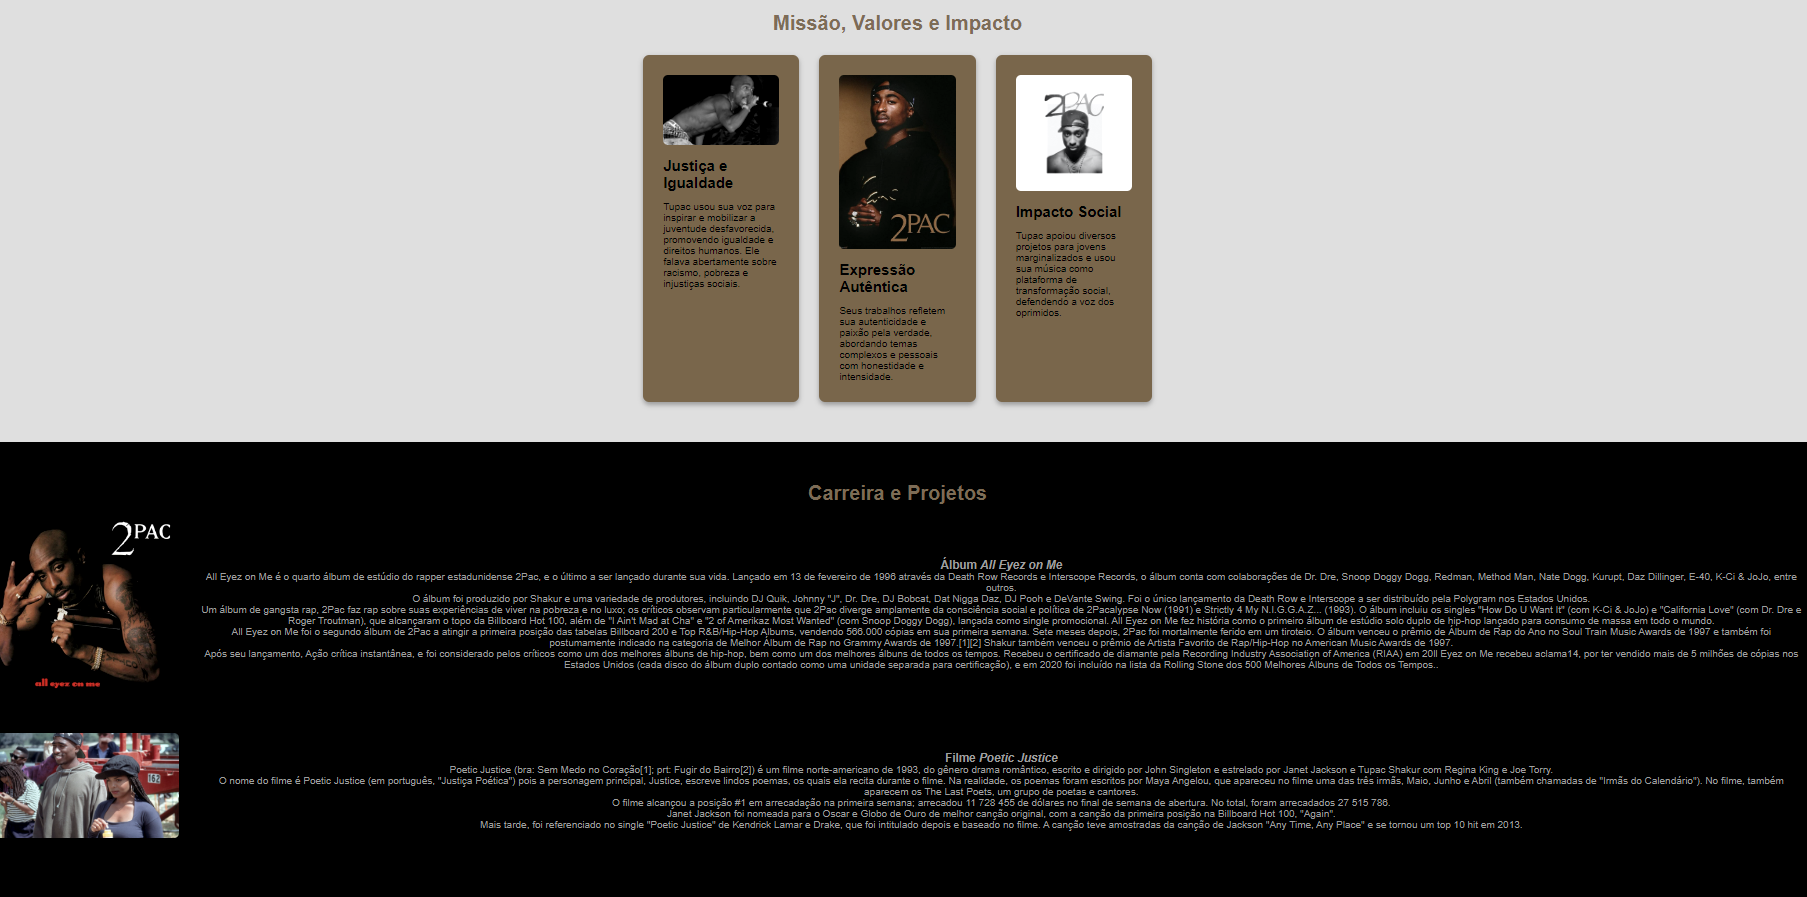 Missão, Valores e Impacto
2PAC
2PAC
Justiça e
Igualdade
Tupac usou sua voz para
inspirar e mobilizar a
juventude desfavorecida,
promovendo igualdade e
direitos humanos. Ele
falava abertamente sobre
racismo, pobreza e
injustiças sociais.
Expressão
Autêntica
Seus trabalhos refletem
sua autenticidade e
paixão pela verdade,
abordando temas
complexos e pessoais
com honestidade e
intensidade.
Impacto Social
Tupac apoiou diversos
projetos para jovens
marginalizados e usou
sua música como
plataforma de
transformação social,
defendendo a voz dos
oprimidos.
Carreira e Projetos
2PAC
all eyez on me
Álbum All Eyez on Me
All Eyez on Me é o quarto álbum de estúdio do rapper estadunidense 2Pac, e o último a ser lançado durante sua vida. Lançado em 13 de fevereiro de 1996 através da Death Row Records e Interscope Records, o álbum conta com colaborações de Dr. Dre, Snoop Doggy Dogg, Redman, Method Man, Nate Dogg, Kurupt, Daz Dillinger, E-40, K-Ci & JoJo, entre
outros.
O álbum foi produzido por Shakur e uma variedade de produtores, incluindo DJ Quik, Johnny "J", Dr. Dre, DJ Bobcat, Dat Nigga Daz, DJ Pooh e DeVante Swing. Foi o único lançamento da Death Row e Interscope a ser distribuído pela Polygram nos Estados Unidos.
Um álbum de gangsta rap, 2Pac faz rap sobre suas experiências de viver na pobreza e no luxo; os críticos observam particularmente que 2Pac diverge amplamente da consciência social e política de 2Pacalypse Now (1991) e Strictly 4 My N.I.G.G.A.Z... (1993). O álbum incluiu os singles "How Do U Want It" (com K-Ci & JoJo) e "California Love" (com Dr. Dre e
Roger Troutman), que alcançaram o topo da Billboard Hot 100, além de "I Ain't Mad at Cha" e "2 of Amerikaz Most Wanted" (com Snoop Doggy Dogg), lançada como single promocional. All Eyez on Me fez história como o primeiro álbum de estúdio solo duplo de hip-hop lançado para consumo de massa em todo o mundo.
All Eyez on Me foi o segundo álbum de 2Pac a atingir a primeira posição das tabelas Billboard 200 e Top R&B/Hip-Hop Albums, vendendo 566.000 cópias em sua primeira semana. Sete meses depois, 2Pac foi mortalmente ferido em um tiroteio. O álbum venceu o prêmio de Álbum de Rap do Ano no Soul Train Music Awards de 1997 e também foi
postumamente indicado na categoria de Melhor Álbum de Rap no Grammy Awards de 1997.[1][2] Shakur também venceu o prêmio de Artista Favorito de Rap/Hip-Hop no American Music Awards de 1997.
Após seu lançamento, Ação crítica instantânea, e foi considerado pelos críticos como um dos melhores álbuns de hip-hop, bem como um dos melhores álbuns de todos os tempos. Recebeu o certificado de diamante pela Recording Industry Association of America (RIAA) em 20ll Eyez on Me recebeu aclama14, por ter vendido mais de 5 milhões de cópias nos
Estados Unidos (cada disco do álbum duplo contado como uma unidade separada para certificação), e em 2020 foi incluído na lista da Rolling Stone dos 500 Melhores Álbuns de Todos os Tempos..
162
Filme Poetic Justice
Poetic Justice (bra: Sem Medo no Coração[1]; prt: Fugir do Bairro[2]) é um filme norte-americano de 1993, do gênero drama romântico, escrito e dirigido por John Singleton e estrelado por Janet Jackson e Tupac Shakur com Regina King e Joe Torry.
O nome do filme é Poetic Justice (em português, "Justiça Poética") pois a personagem principal, Justice, escreve lindos poemas, os quais ela recita durante o filme. Na realidade, os poemas foram escritos por Maya Angelou, que apareceu no filme uma das três irmãs, Maio, Junho e Abril (também chamadas de "Irmãs do Calendário"). No filme, também
aparecem os The Last Poets, um grupo de poetas e cantores.
O filme alcançou a posição #1 em arrecadação na primeira semana; arrecadou 11 728 455 de dólares no final de semana de abertura. No total, foram arrecadados 27 515 786.
Janet Jackson foi nomeada para o Oscar e Globo de Ouro de melhor canção original, com a canção da primeira posição na Billboard Hot 100, "Again".
Mais tarde, foi referenciado no single "Poetic Justice" de Kendrick Lamar e Drake, que foi intitulado depois e baseado no filme. A canção teve amostradas da canção de Jackson "Any Time, Any Place" e se tornou um top 10 hit em 2013.